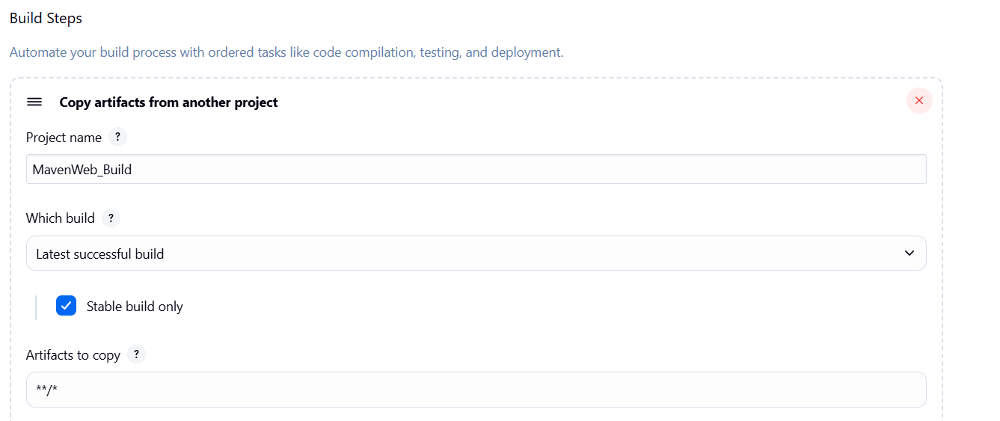 Build Steps
Automate your build process with ordered tasks like code compilation, testing, and deployment.
Copy artifacts from another project
Project name ?
MavenWeb_Build
Which build ?
Latest successful build
Stable build only
Artifacts to copy ?
**/*